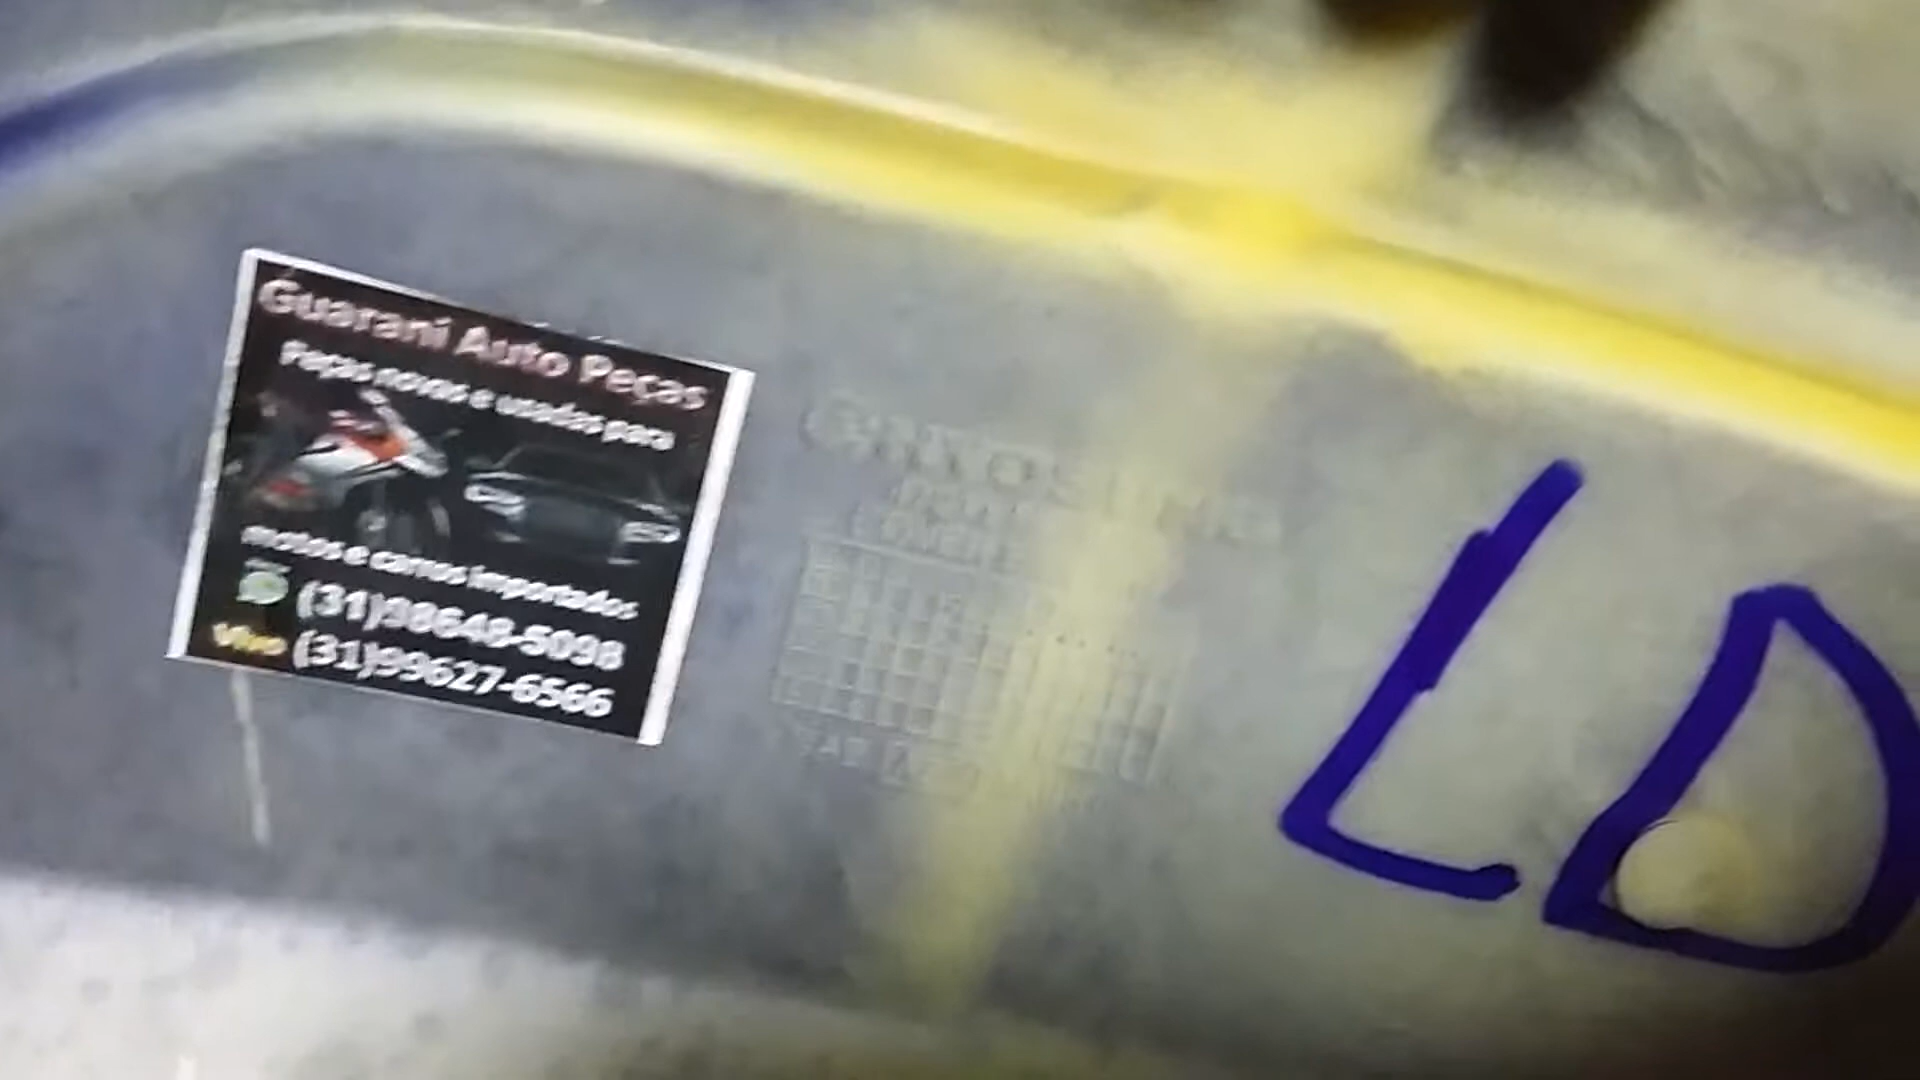 Guarani Auto Peças
Peças novas e usadas para
motos e carros importados
(31)98648-5098
Vivo (31)99627-6566
LD